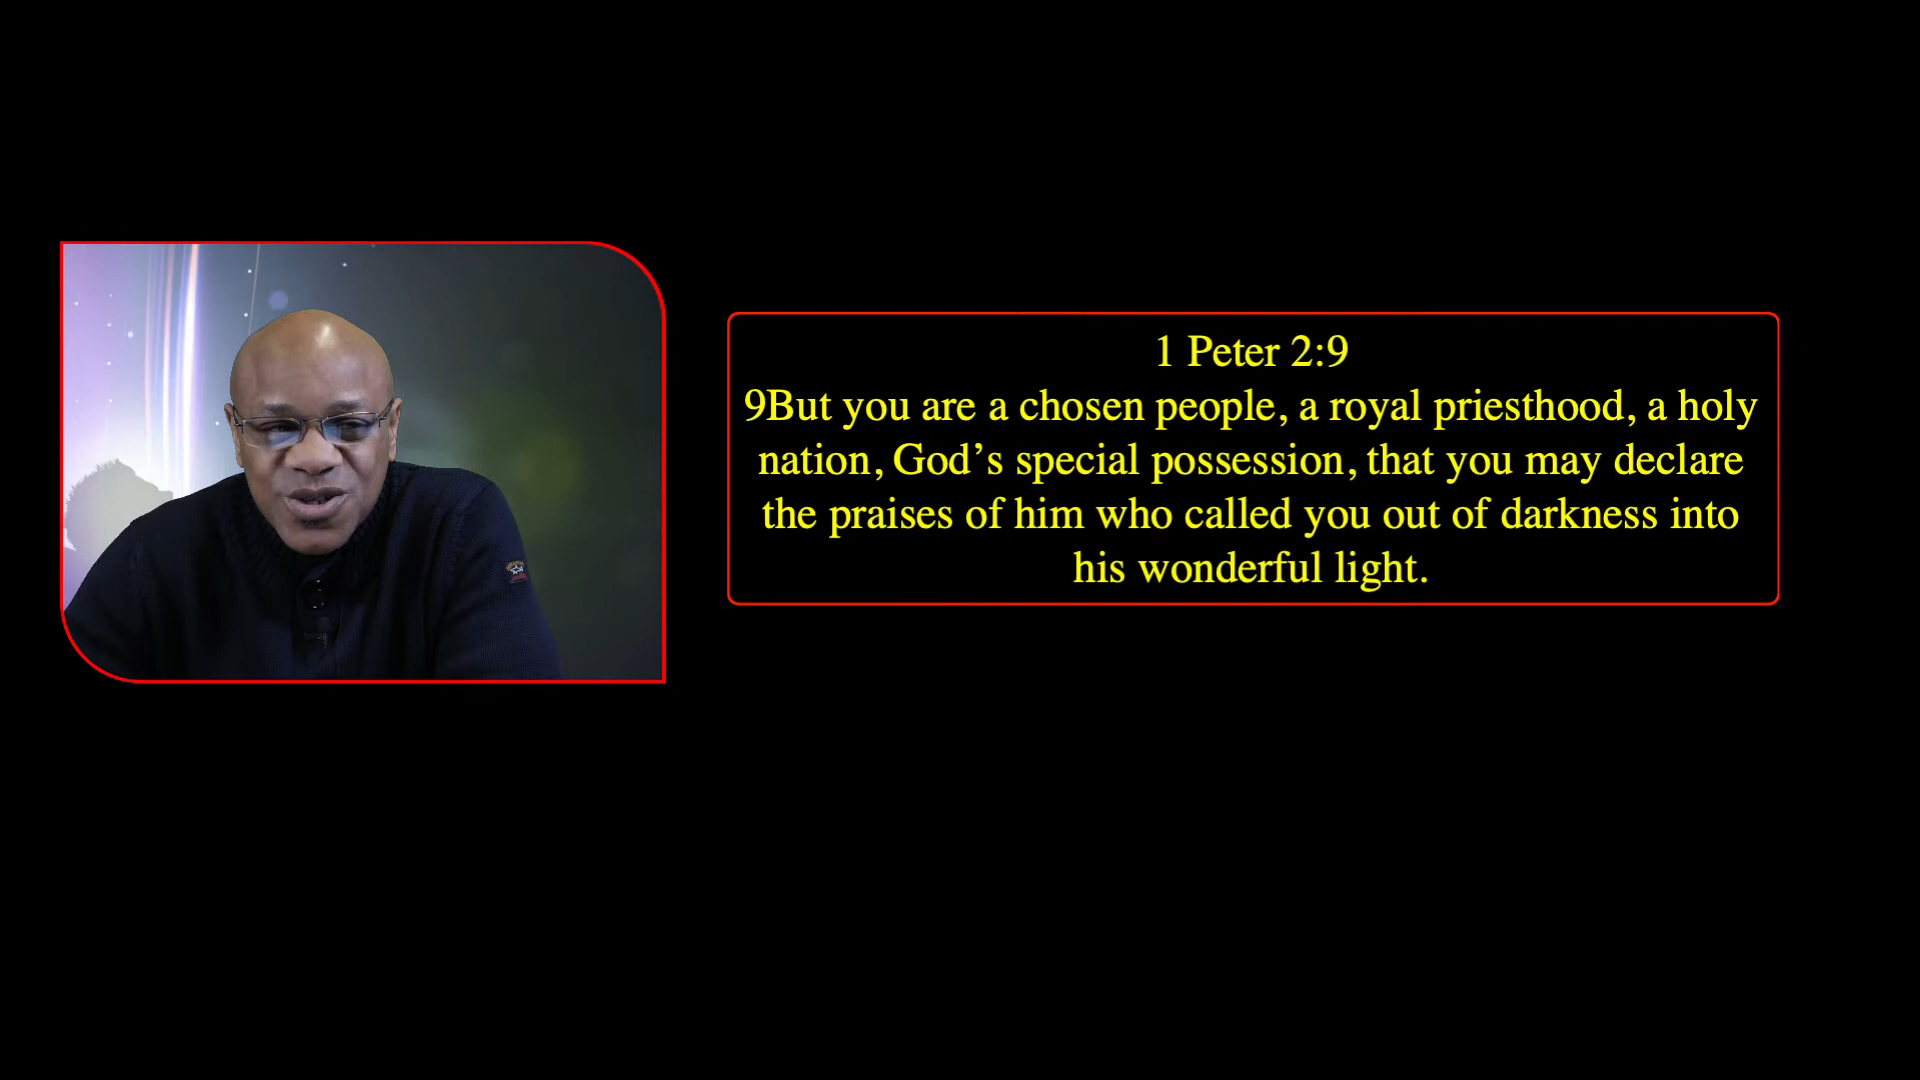 1 Peter 2:9
9But you are a chosen people, a royal priesthood, a holy
nation, God’s special possession, that you may declare
the praises of him who called you out of darkness into
his wonderful light.